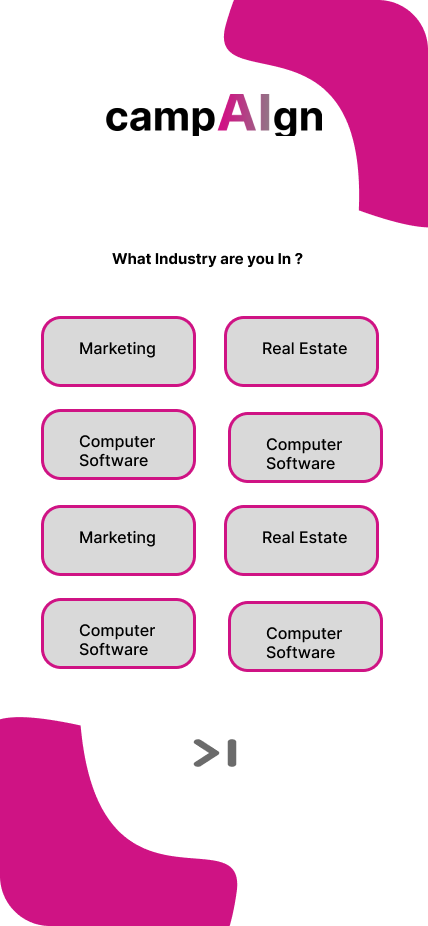 campAIgn
What Industry are you In ?
Marketing
Real Estate
Computer
Software
Computer
Software
Marketing
Real Estate
Computer
Software
Computer
Software